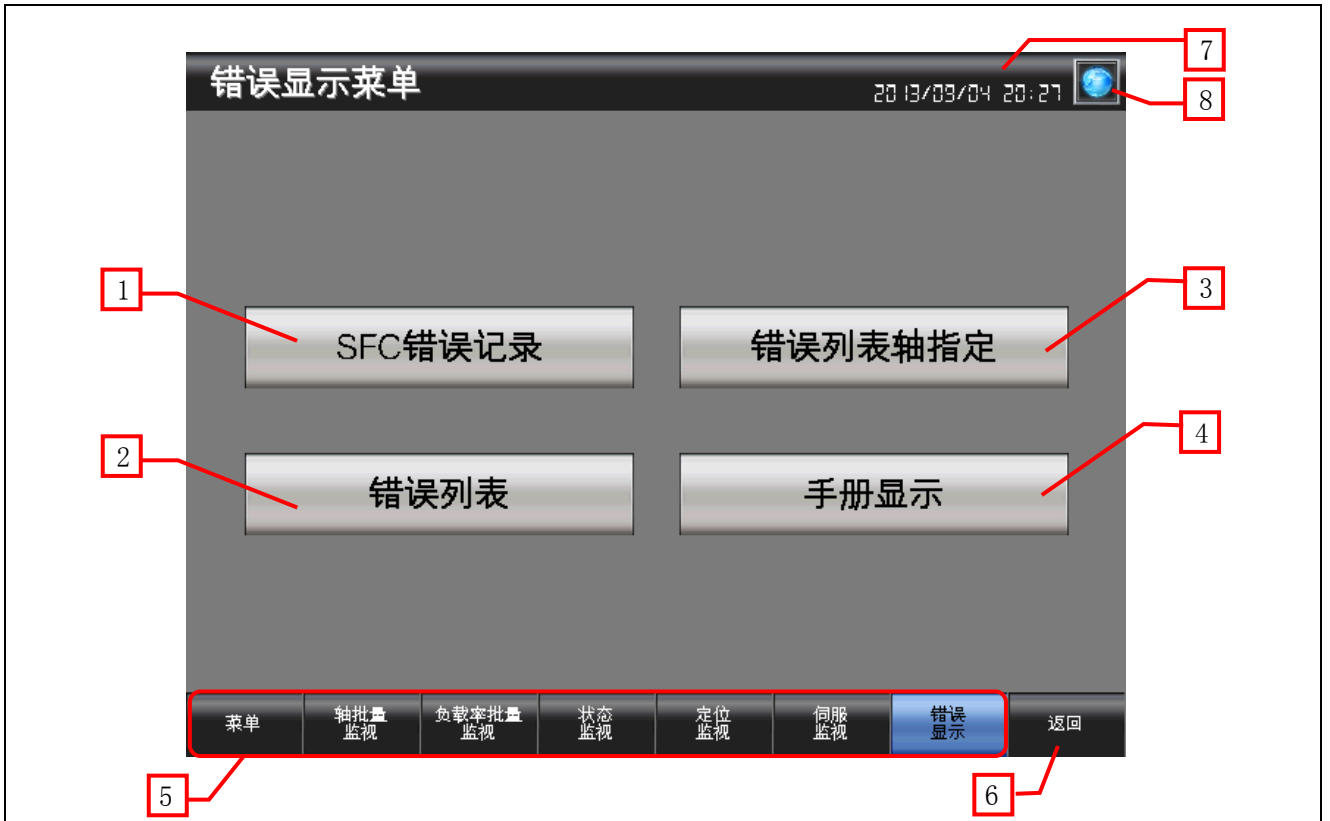 7
错误显示菜单
2013/09/04 20:27
8
1
3
SFC错误记录
错误列表轴指定
2
4
错误列表
手册显示
菜单
轴批量
监视
负载率批量
监视
状态
监视
定位
监视
伺服
监视
错误
显示
返回
5
6